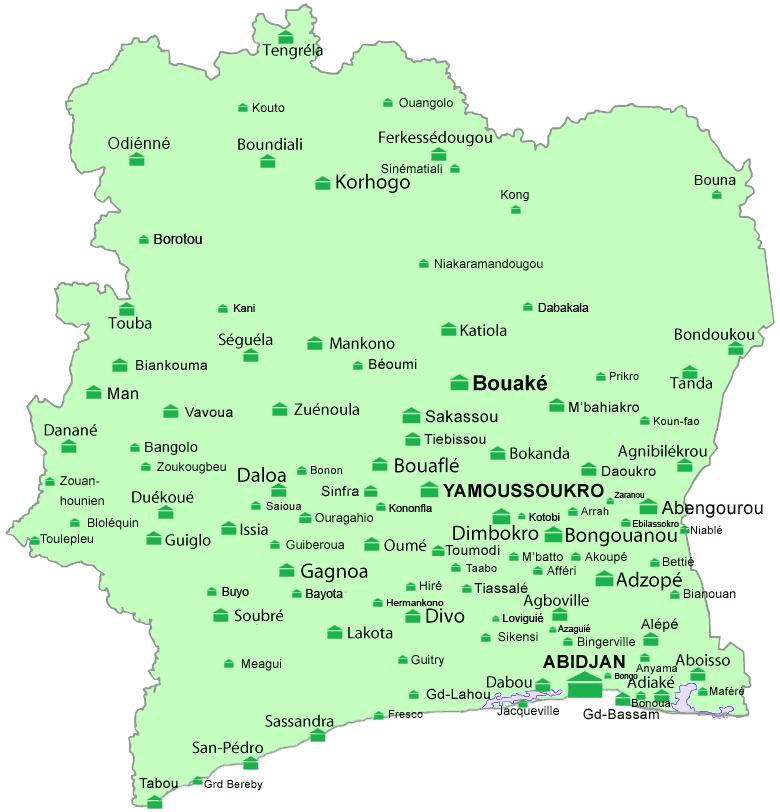 Tengréla
Kouto
Ouangolo
Odiénné
Boundiali
Ferkessédougou
Sinématiali
Korhogo
Bouna
Kong
Borotou
Niakaramandougou
Kani
Dabakala
Touba
Séguéla
Mankono
Katiola
Bondoukou
Biankouma
Béoumi
Prikro
Tanda
Man
Bouaké
Vavoua
Zuénoula
Sakassou
M'bahiakro
Koun-fao
Danané
Tiebissou
Bangolo
Bokanda
Agnibilékrou
Zoukougbeu
Bonon
Bouaflé
Daoukro
Zouan-
hounien
Daloa
Sinfra
YAMOUSSOUKRO
Zaranou
Duékoué
Saioua
Kononfla
Abengourou
Ouragahio
Kotobi
Arrah
Bloléquin
Ebilassokro
Niablé
Issia
Dimbokro
Bongouanou
Toulepleu
Guiglo
Guiberoua
Oumé
Toumodi
M'batto
Akoupé
Bettié
Gagnoa
Taabo
Afféri
Adzopé
Buyo
Bayota
Hiré
Tiassalé
Bianouan
Hermankono
Agboville
Soubré
Divo
Loviguié
Alépé
Lakota
Azaguié
Sikensi
Bingerville
Meagui
Guitry
ABIDJAN
Anyama
Aboisso
Bongo
Dabou
Adiaké
Maféré
Gd-Lahou
Bonoua
Jacqueville
Gd-Bassam
Fresco
Sassandra
San-Pédro
Tabou
Grd Bereby